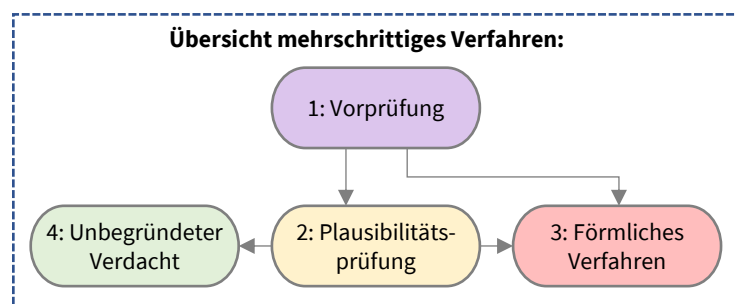 Übersicht mehrschrittiges Verfahren:
1: Vorprüfung
4: Unbegründeter
Verdacht
2: Plausibilitäts-
prüfung
3: Förmliches
Verfahren